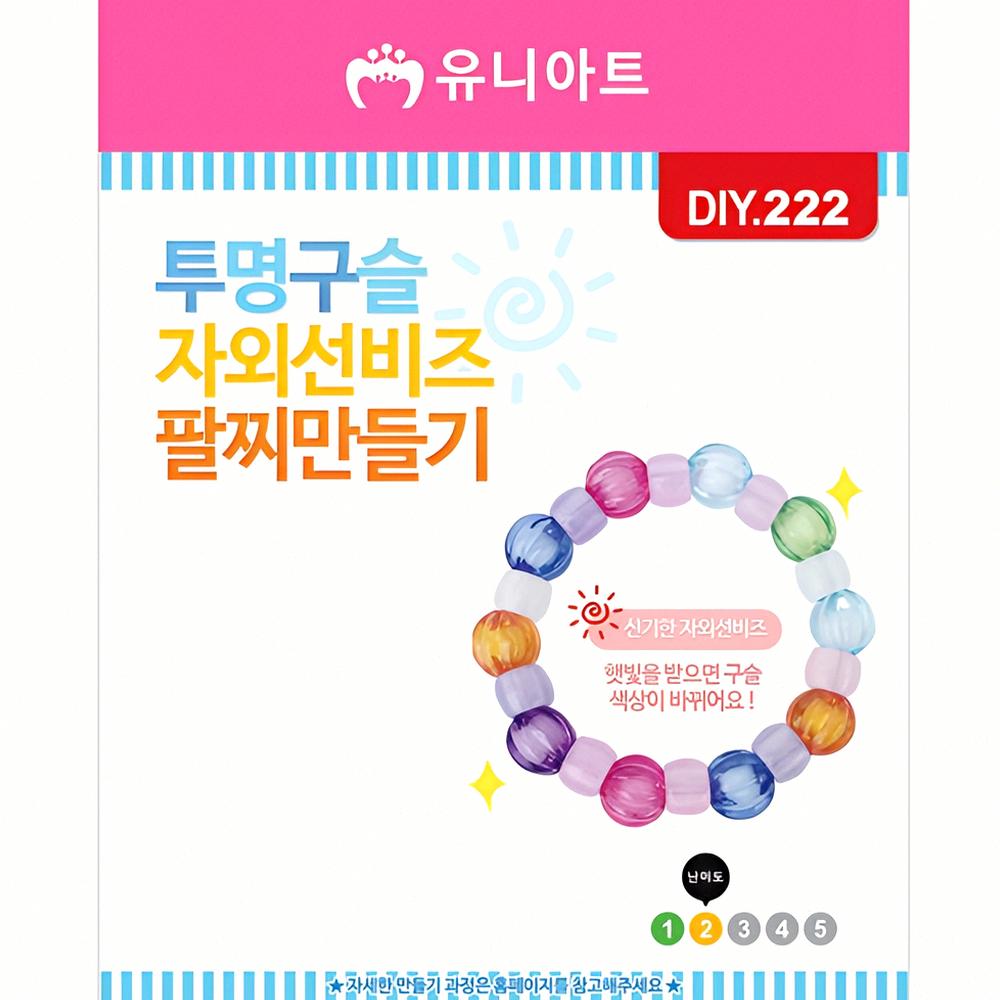 유니아트
DIY.222
투명구슬
자외선비즈
팔찌만들기
신기한 자외선비즈
햇빛을 받으면 구슬
색상이 바뀌어요!
난이도
1 2 3 4 5
★자세한 만들기 과정은 홈페이지를 참고해주세요★